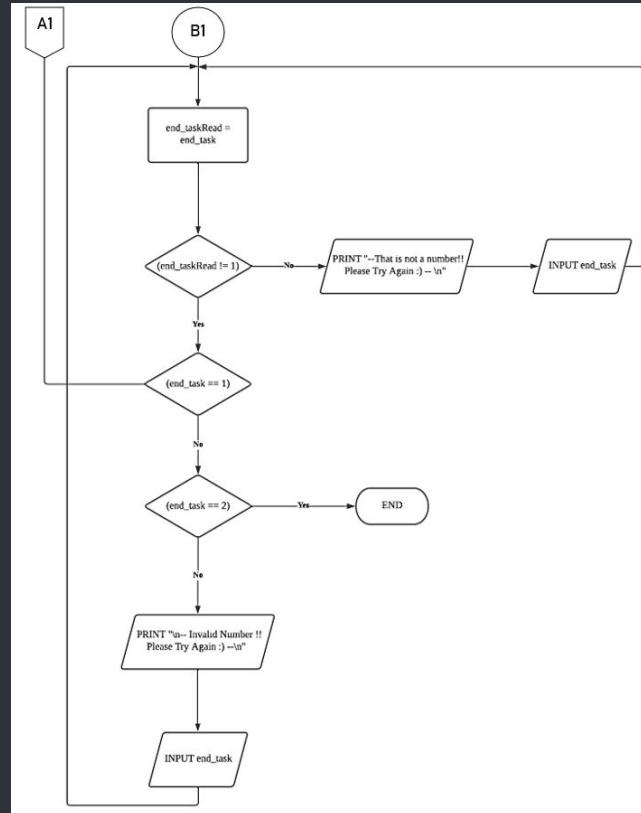 A1
B1
end_taskRead =
end_task
(end_taskRead != 1)
No
PRINT "--That is not a number!!
Please Try Again :) -- \n"
INPUT end_task
Yes
(end_task == 1)
No
(end_task == 2)
Yes
END
No
PRINT "\n-- Invalid Number !!
Please Try Again :) --\n"
INPUT end_task